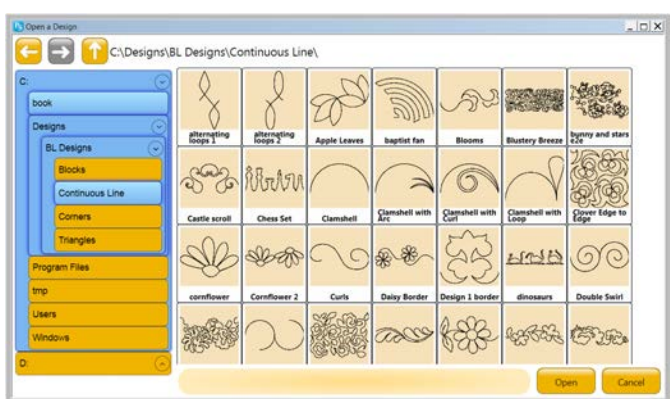 Open a Design
C:\Designs\BL Designs\Continuous Line\
C:
book
Designs
BL Designs
Blocks
Continuous Line
Corners
Triangles
Program Files
tmp
Users
Windows
D:
alternating loops 1
alternating loops 2
Apple Leaves
baptist fan
Blooms
Blustery Breeze
bunny and stars e2e
Castle scroll
Chess Set
Clamshell
Clamshell with Arc
Clamshell with Curl
Clamshell with Loop
Clover Edge to Edge
cornflower
Cornflower 2
Curls
Daisy Border
Design 1 border
dinosaurs
Double Swirl
Open
Cancel